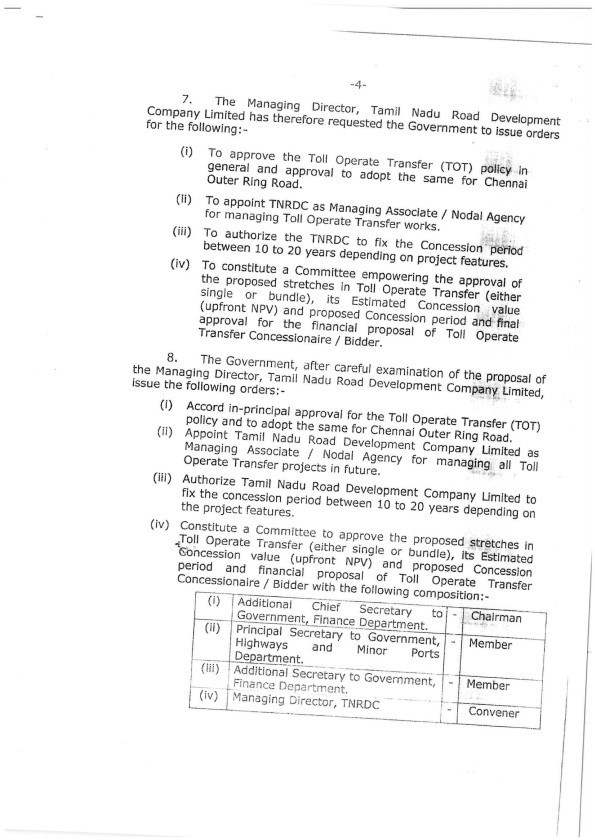 -4-
7. The Managing Director, Tamil Nadu Road Development
Company Limited has therefore requested the Government to issue orders
for the following:-
(i) To approve the Toll Operate Transfer (TOT) policy in
general and approval to adopt the same for Chennai
Outer Ring Road.
(ii) To appoint TNRDC as Managing Associate / Nodal Agency
for managing Toll Operate Transfer works.
(iii) To authorize the TNRDC to fix the Concession period
between 10 to 20 years depending on project features.
(iv) To constitute a Committee empowering the approval of
the proposed stretches in Toll Operate Transfer (either
single or bundle), its Estimated Concession value
(upfront NPV) and proposed Concession period and final
approval for the financial proposal of Toll Operate
Transfer Concessionaire / Bidder.
8. The Government, after careful examination of the proposal of
the Managing Director, Tamil Nadu Road Development Company Limited,
issue the following orders:-
(i) Accord in-principal approval for the Toll Operate Transfer (TOT)
policy and to adopt the same for Chennai Outer Ring Road.
(ii) Appoint Tamil Nadu Road Development Company Limited as
Managing Associate / Nodal Agency for managing all Toll
Operate Transfer projects in future.
(iii) Authorize Tamil Nadu Road Development Company Limited to
fix the concession period between 10 to 20 years depending on
the project features.
(iv) Constitute a Committee to approve the proposed stretches in
Toll Operate Transfer (either single or bundle), its Estimated
Concession value (upfront NPV) and proposed Concession
period and financial proposal of Toll Operate Transfer
Concessionaire / Bidder with the following composition:-
(i) Additional Chief Secretary to - Chairman
Government, Finance Department.
(ii) Principal Secretary to Government, - Member
Highways and Minor Ports
Department.
(iii) Additional Secretary to Government, - Member
Finance Department.
(iv) Managing Director, TNRDC - Convener